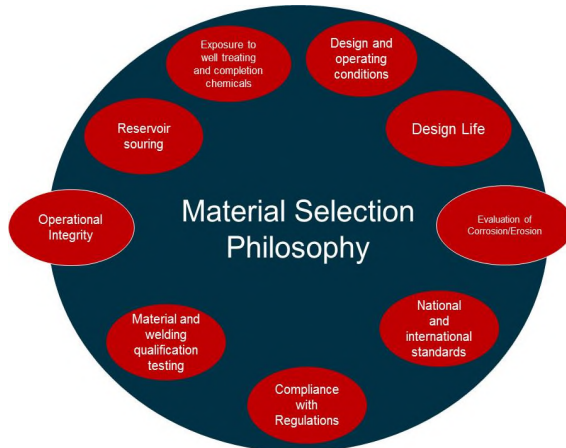 Exposure to
well treating
and completion
chemicals
Design and
operating
conditions
Reservoir
souring
Design Life
Operational
Integrity
Material Selection
Philosophy
Evaluation of
Corrosion/Erosion
Material and
welding
qualification
testing
National
and
international
standards
Compliance
with
Regulations